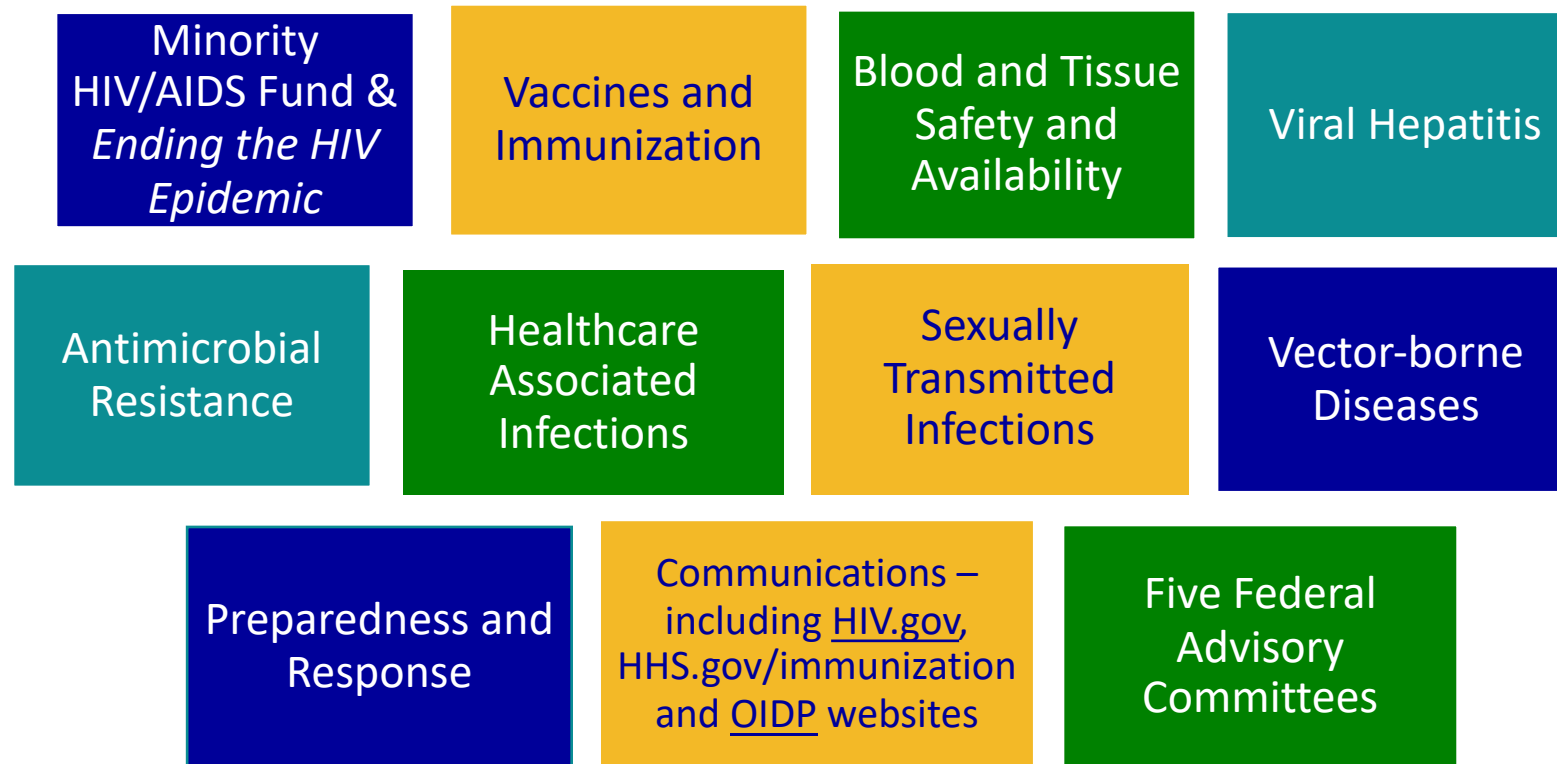 Minority
HIV/AIDS Fund &
Ending the HIV
Epidemic
Vaccines and
Immunization
Blood and Tissue
Safety and
Availability
Viral Hepatitis
Antimicrobial
Resistance
Healthcare
Associated
Infections
Sexually
Transmitted
Infections
Vector-borne
Diseases
Preparedness and
Response
Communications –
including HIV.gov,
HHS.gov/immunization
and OIDP websites
Five Federal
Advisory
Committees